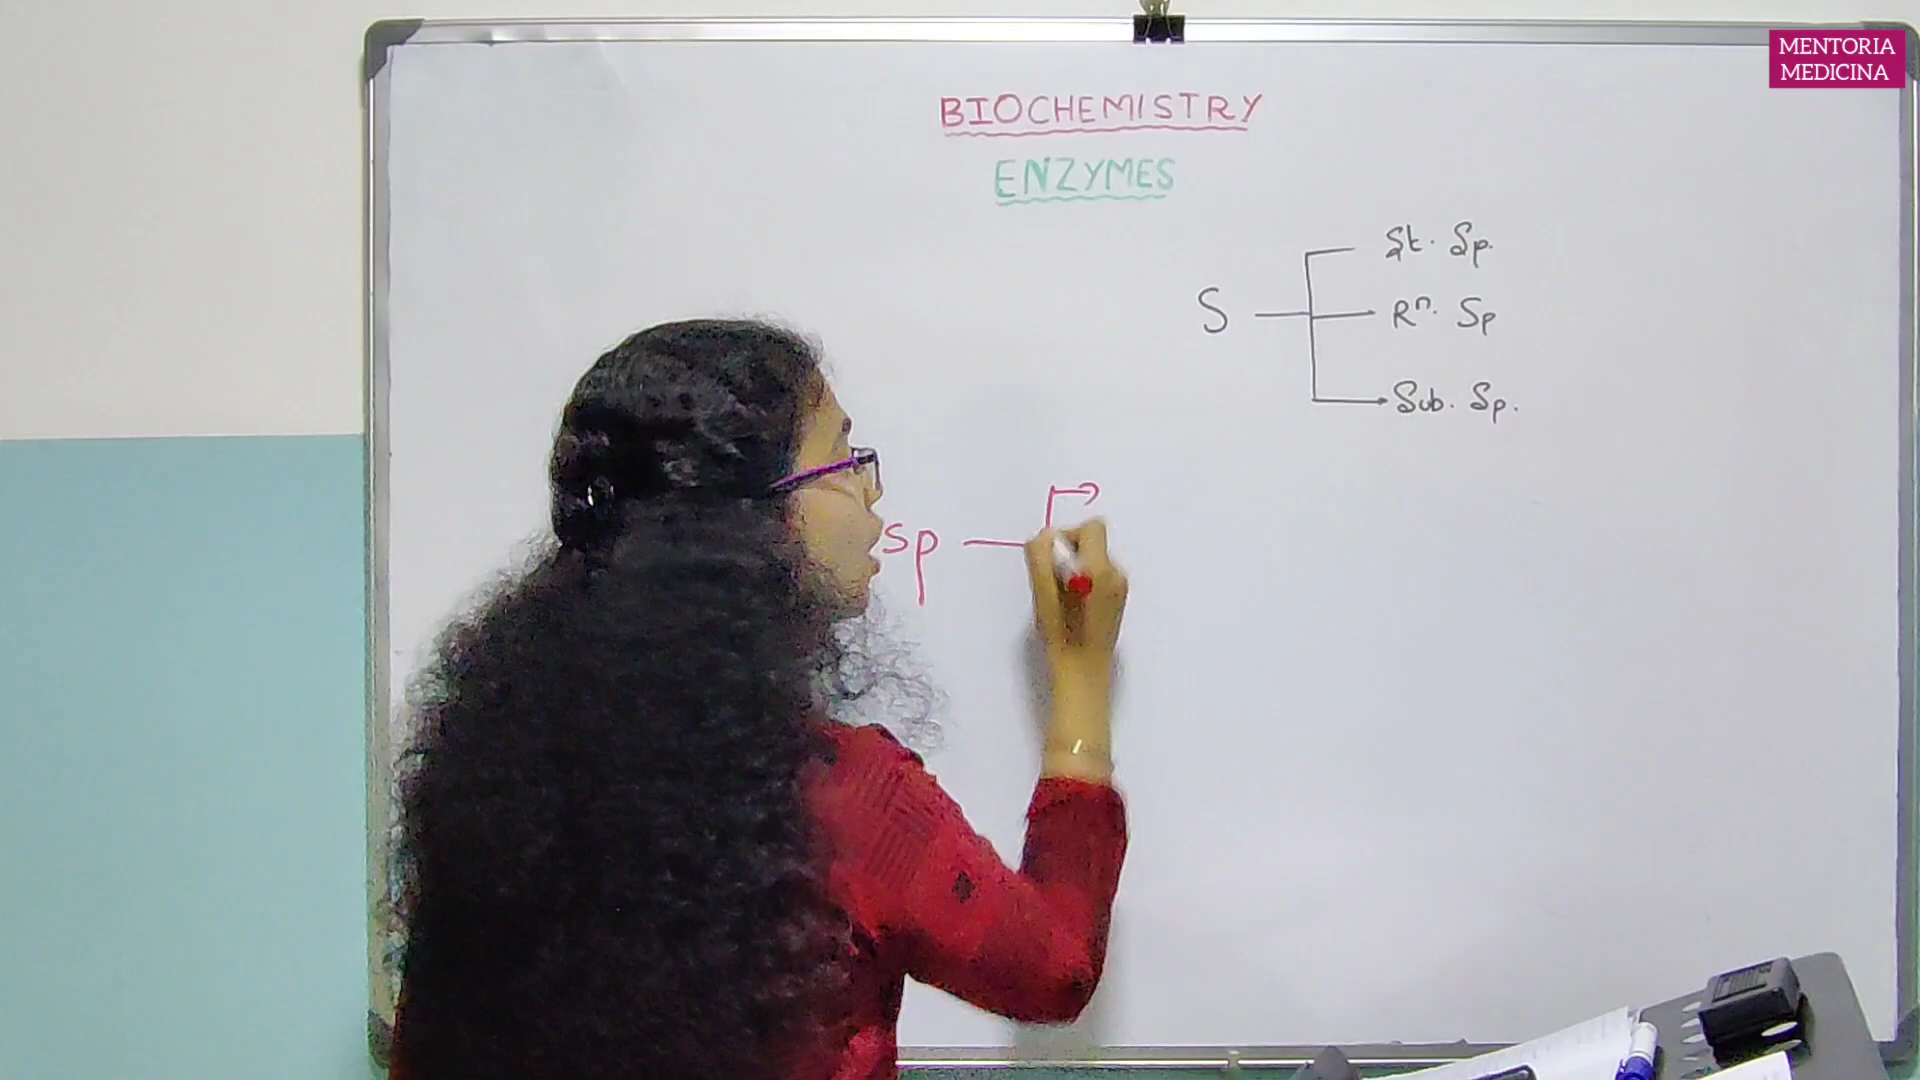 MENTORIA
MEDICINA
BIOCHEMISTRY
ENZYMES
St. Sp.
S
Rⁿ. Sp
Sub. Sp.
Sp